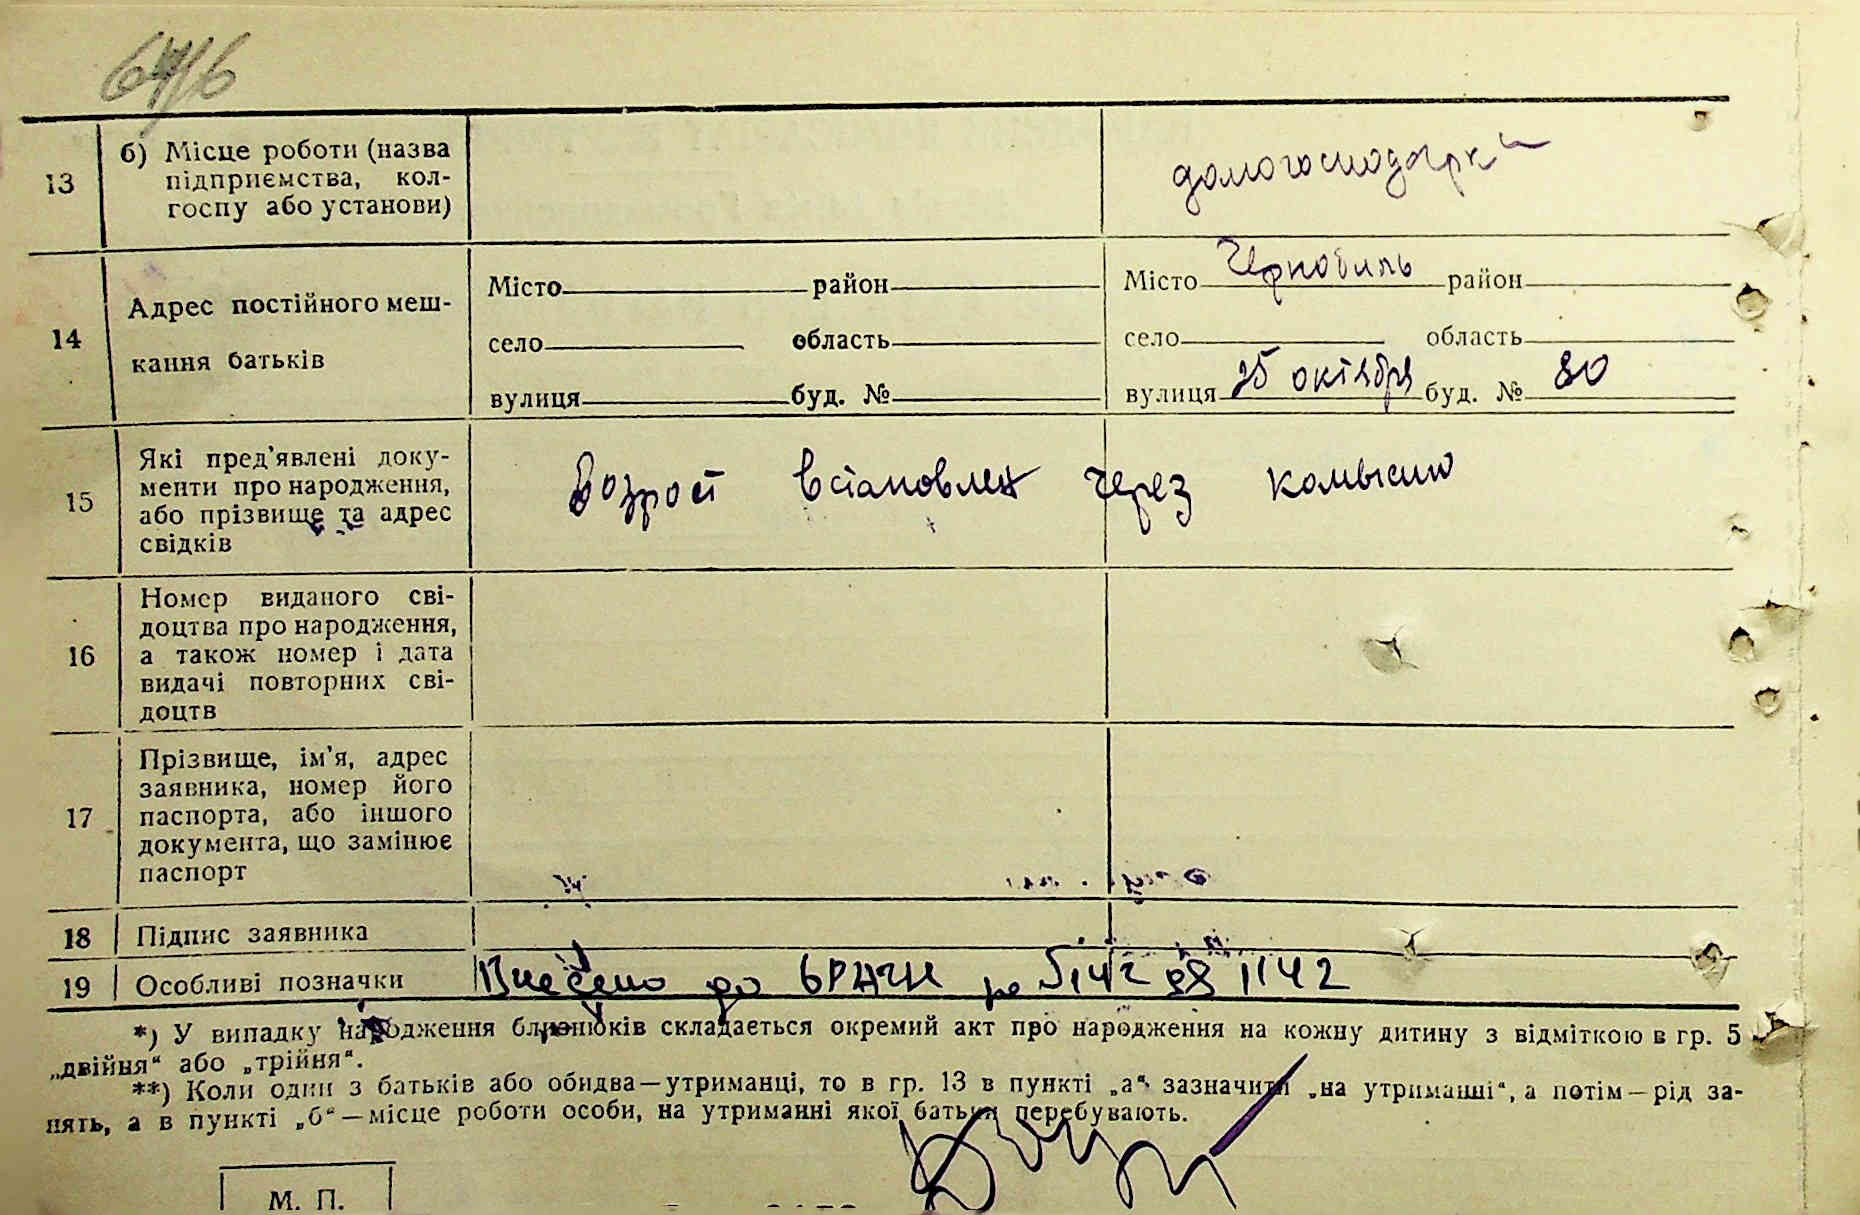 13
б) Місце роботи (назва
підприємства, кол-
госпу або установи)
домогосподарка
14
Адрес постійного меш-
кання батьків
Місто район
село область
вулиця буд. №
Місто Чернобиль район
село область
вулиця 25 октября буд. № 80
15
Які пред'явлені доку-
менти про народження,
або прізвище та адрес
свідків
Возрост встановлен через комысию
16
Номер виданого сві-
доцтва про народження,
а також номер і дата
видачі повторних сві-
доцтв
17
Прізвище, ім'я, адрес
заявника, номер його
паспорта, або іншого
документа, що замінює
паспорт
18
Підпис заявника
19
Особливі позначки
Внесено до 1142
*) У випадку народження близнюків складається окремий акт про народження на кожну дитину з відміткою в гр. 5
„двійня“ або „трійня“.
**) Коли один з батьків або обидва—утриманці, то в гр. 13 в пункті „а“ зазначити „на утриманні“, а потім—рід за-
нять, а в пункті „б“—місце роботи особи, на утриманні якої батьки перебувають.
М. П.